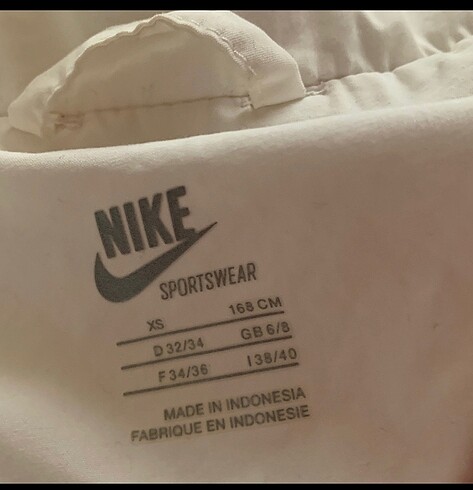 NIKE
SPORTSWEAR
XS 168 CM
D 32/34 GB 6/8
F 34/36 I 38/40
MADE IN INDONESIA
FABRIQUE EN INDONESIE